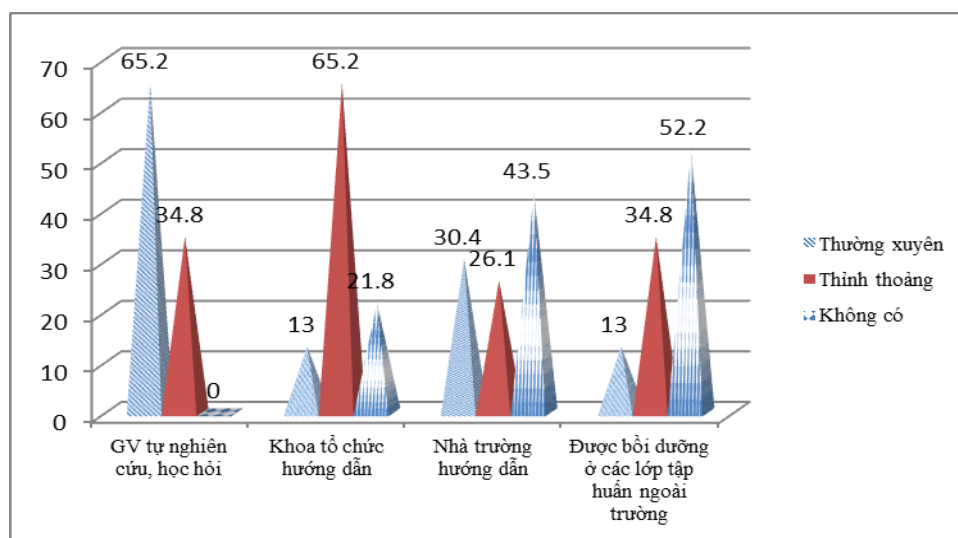 70
60
50
40
30
20
10
0
65.2
34.8
0
13
65.2
21.8
30.4
26.1
43.5
13
34.8
52.2
GV tự nghiên
cứu, học hỏi
Khoa tổ chức
hướng dẫn
Nhà trường
hướng dẫn
Được bồi dưỡng
ở các lớp tập
huấn ngoài
trường
Thường xuyên
Thỉnh thoảng
Không có